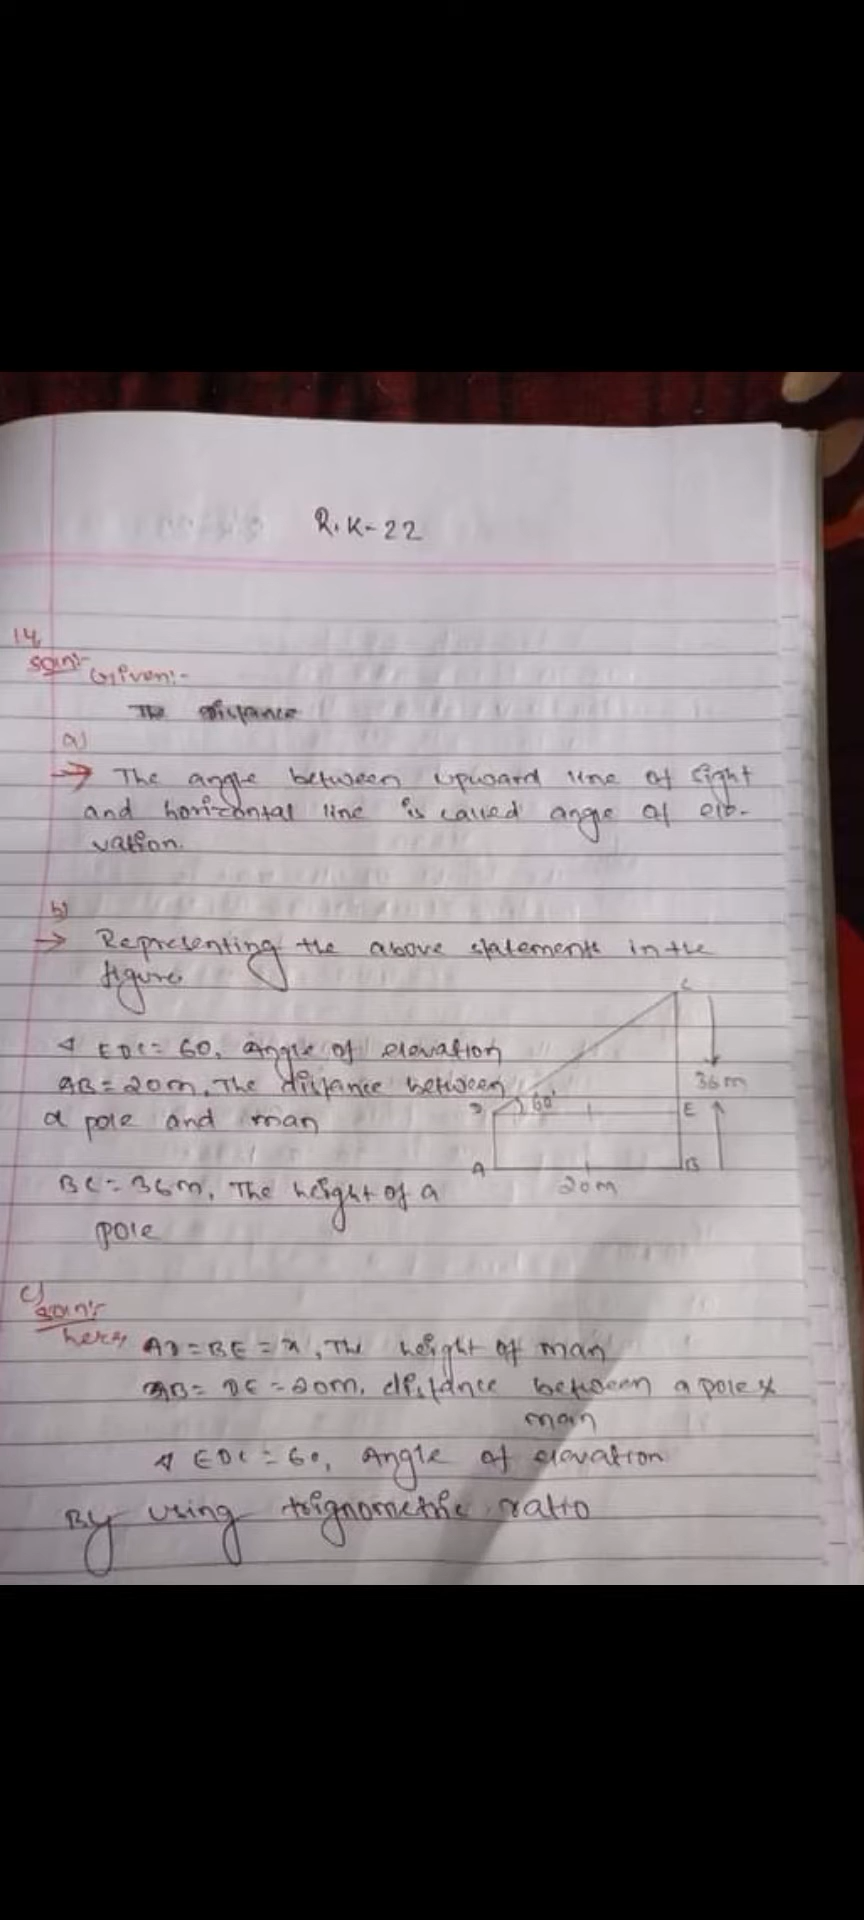 R.K-22
14
Soln:-
Given:-
The distance
a)
→ The angle between upward line of sight
and horizontal line is called angle of ele-
vation.
b)
→ Representing the above statements in the
figure
∢ EDC = 60, Angle of elevation
AB = 20m, The distance between
a pole and man
BC = 36m, The height of a
pole
C
36m
D 60° E
A B
20m
c)
Soln:-
here, AD = BE = x, The height of man
AB = DE = 20m, distance between a pole &
man
∢ EDC = 60, Angle of elevation
By using trignometric ratio